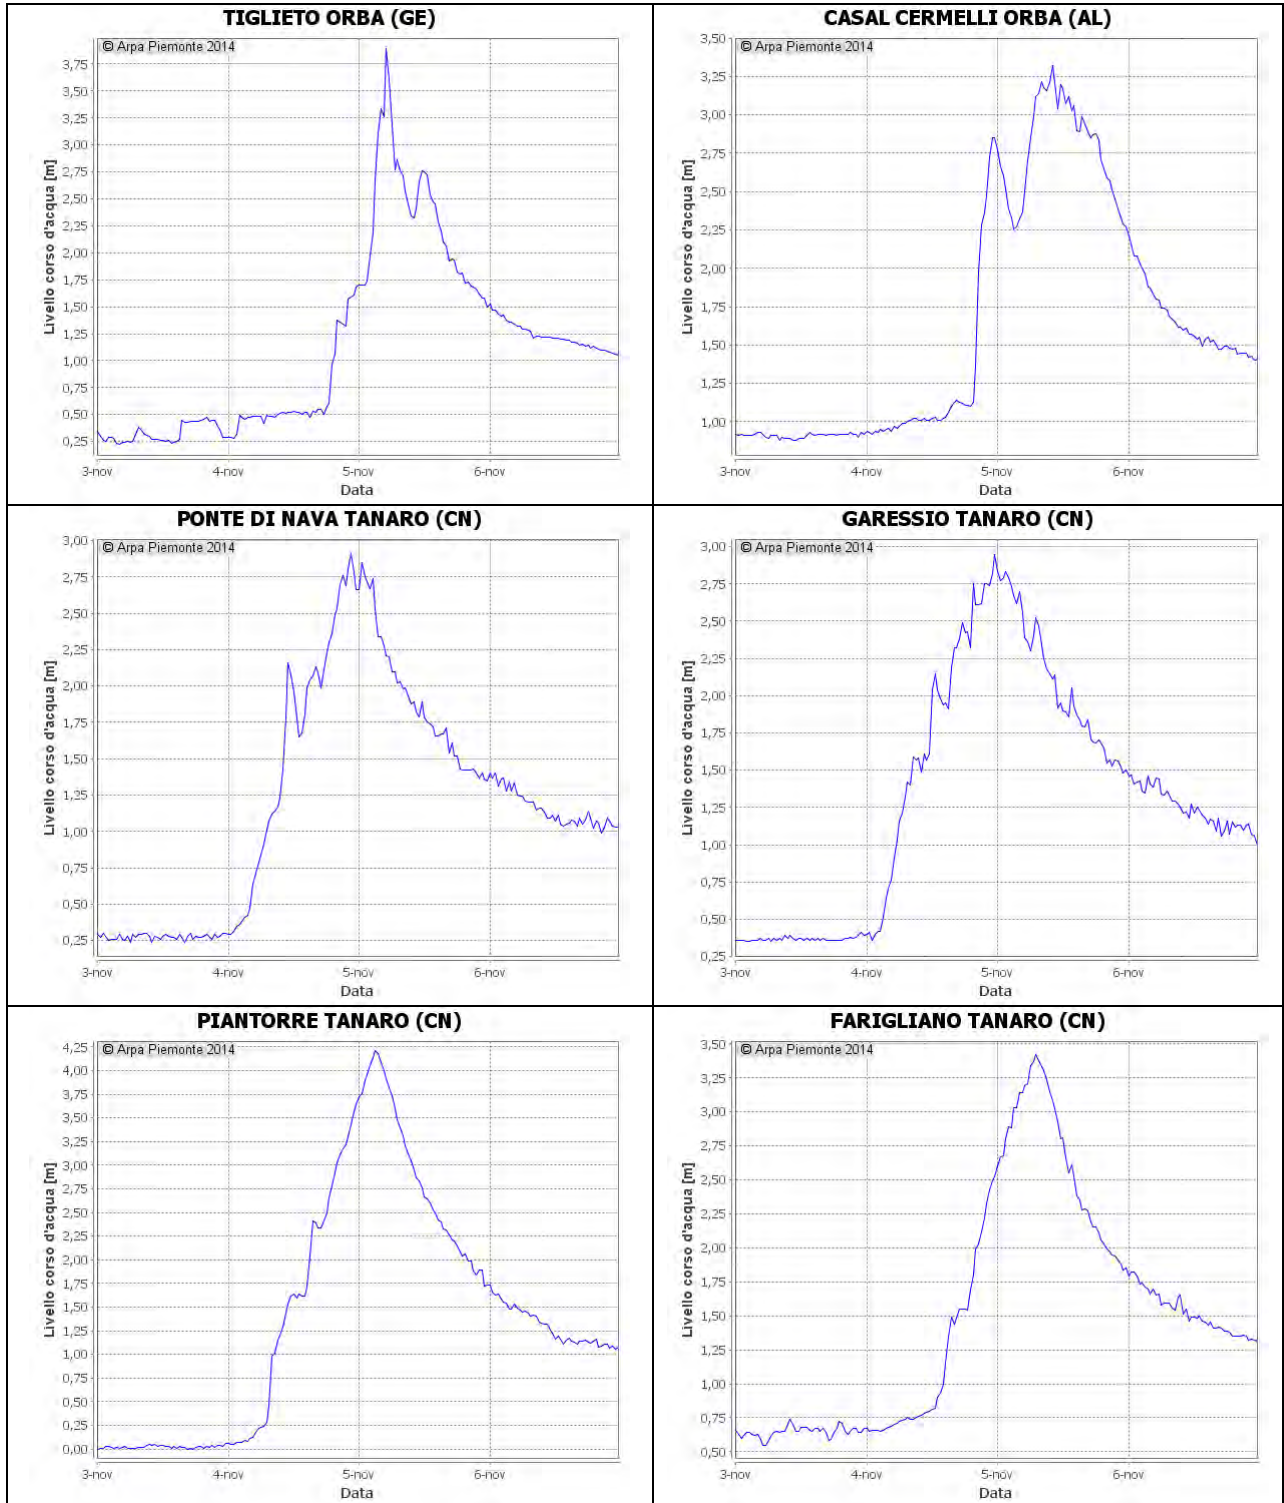 TIGLIETO ORBA (GE)
© Arpa Piemonte 2014
Livello corso d'acqua [m]
3,75
3,50
3,25
3,00
2,75
2,50
2,25
2,00
1,75
1,50
1,25
1,00
0,75
0,50
0,25
3-nov 4-nov 5-nov 6-nov
Data
CASAL CERMELLI ORBA (AL)
© Arpa Piemonte 2014
Livello corso d'acqua [m]
3,50
3,25
3,00
2,75
2,50
2,25
2,00
1,75
1,50
1,25
1,00
3-nov 4-nov 5-nov 6-nov
Data
PONTE DI NAVA TANARO (CN)
© Arpa Piemonte 2014
Livello corso d'acqua [m]
3,00
2,75
2,50
2,25
2,00
1,75
1,50
1,25
1,00
0,75
0,50
0,25
3-nov 4-nov 5-nov 6-nov
Data
GARESSIO TANARO (CN)
© Arpa Piemonte 2014
Livello corso d'acqua [m]
3,00
2,75
2,50
2,25
2,00
1,75
1,50
1,25
1,00
0,75
0,50
0,25
3-nov 4-nov 5-nov 6-nov
Data
PIANTORRE TANARO (CN)
© Arpa Piemonte 2014
Livello corso d'acqua [m]
4,25
4,00
3,75
3,50
3,25
3,00
2,75
2,50
2,25
2,00
1,75
1,50
1,25
1,00
0,75
0,50
0,25
0,00
3-nov 4-nov 5-nov 6-nov
Data
FARIGLIANO TANARO (CN)
© Arpa Piemonte 2014
Livello corso d'acqua [m]
3,50
3,25
3,00
2,75
2,50
2,25
2,00
1,75
1,50
1,25
1,00
0,75
0,50
3-nov 4-nov 5-nov 6-nov
Data